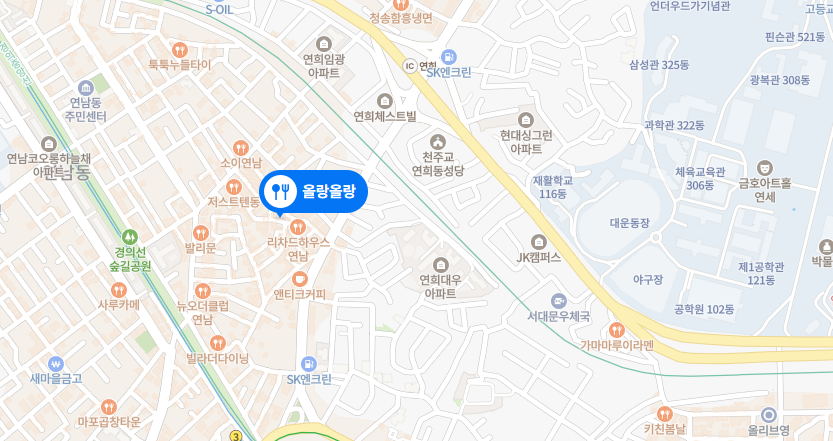 언더우드가기념관
고등교
S-OIL
청송함흥냉면
핀슨관 521동
연희임광
아파트
툭툭누들타이
IC
연희
SK엔크린
삼성관 325동
광복관 308동
연남동
주민센터
연희체스트빌
현대싱그런
아파트
과학관 322동
연남코오롱하늘채
아파트
연남동
소이연남
천주교
연희동성당
체육교육관
306동
금호아트홀
연세
재활학교
116동
올랑올랑
저스트텐동
대운동장
리차드하우스
연남
발리문
경의선
숲길공원
JK캠퍼스
박물
제1공학관
121동
연희대우
아파트
야구장
앤티크커피
사루카메
뉴오더클럽
연남
서대문우체국
공학원 102동
빌라더다이닝
가마마루이라멘
새마을금고
SK엔크린
마포곱창타운
3
키친봄날
올리브영